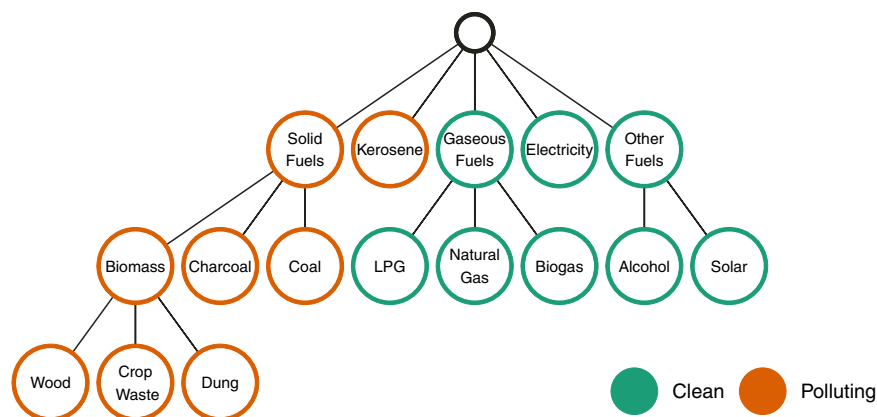 Solid
Fuels
Kerosene
Gaseous
Fuels
Electricity
Other
Fuels
Biomass
Charcoal
Coal
LPG
Natural
Gas
Biogas
Alcohol
Solar
Wood
Crop
Waste
Dung
Clean
Polluting